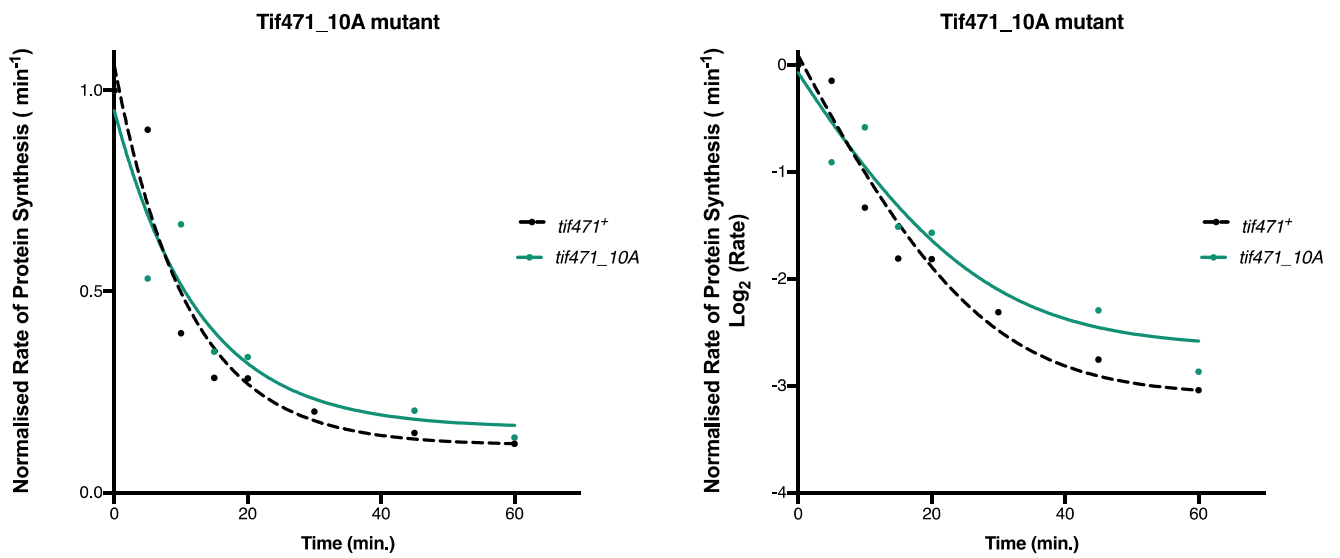 Tif471_10A mutant
Normalised Rate of Protein Synthesis ( min-1)
1.0
0.5
0.0
0
20
40
60
Time (min.)
tif471+
tif471_10A
Tif471_10A mutant
Normalised Rate of Protein Synthesis ( min-1)
Log2 (Rate)
0
-1
-2
-3
-4
0
20
40
60
Time (min.)
tif471+
tif471_10A